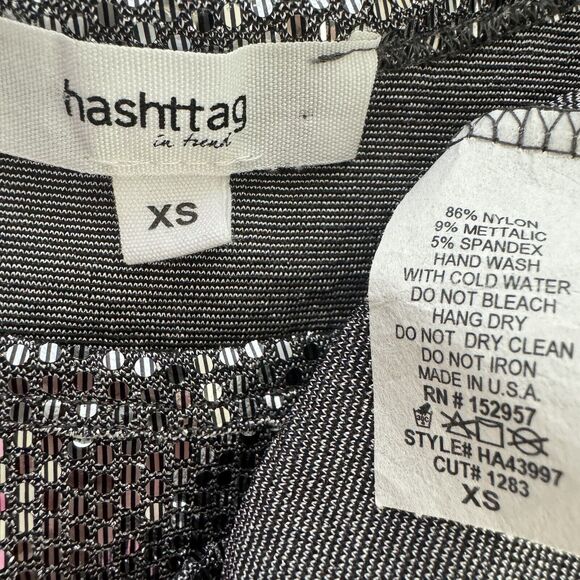 hashttag
in trend
XS
86% NYLON
9% METTALIC
5% SPANDEX
HAND WASH
WITH COLD WATER
DO NOT BLEACH
HANG DRY
DO NOT DRY CLEAN
DO NOT IRON
MADE IN U.S.A.
RN # 152957
STYLE# HA43997
CUT# 1283
XS